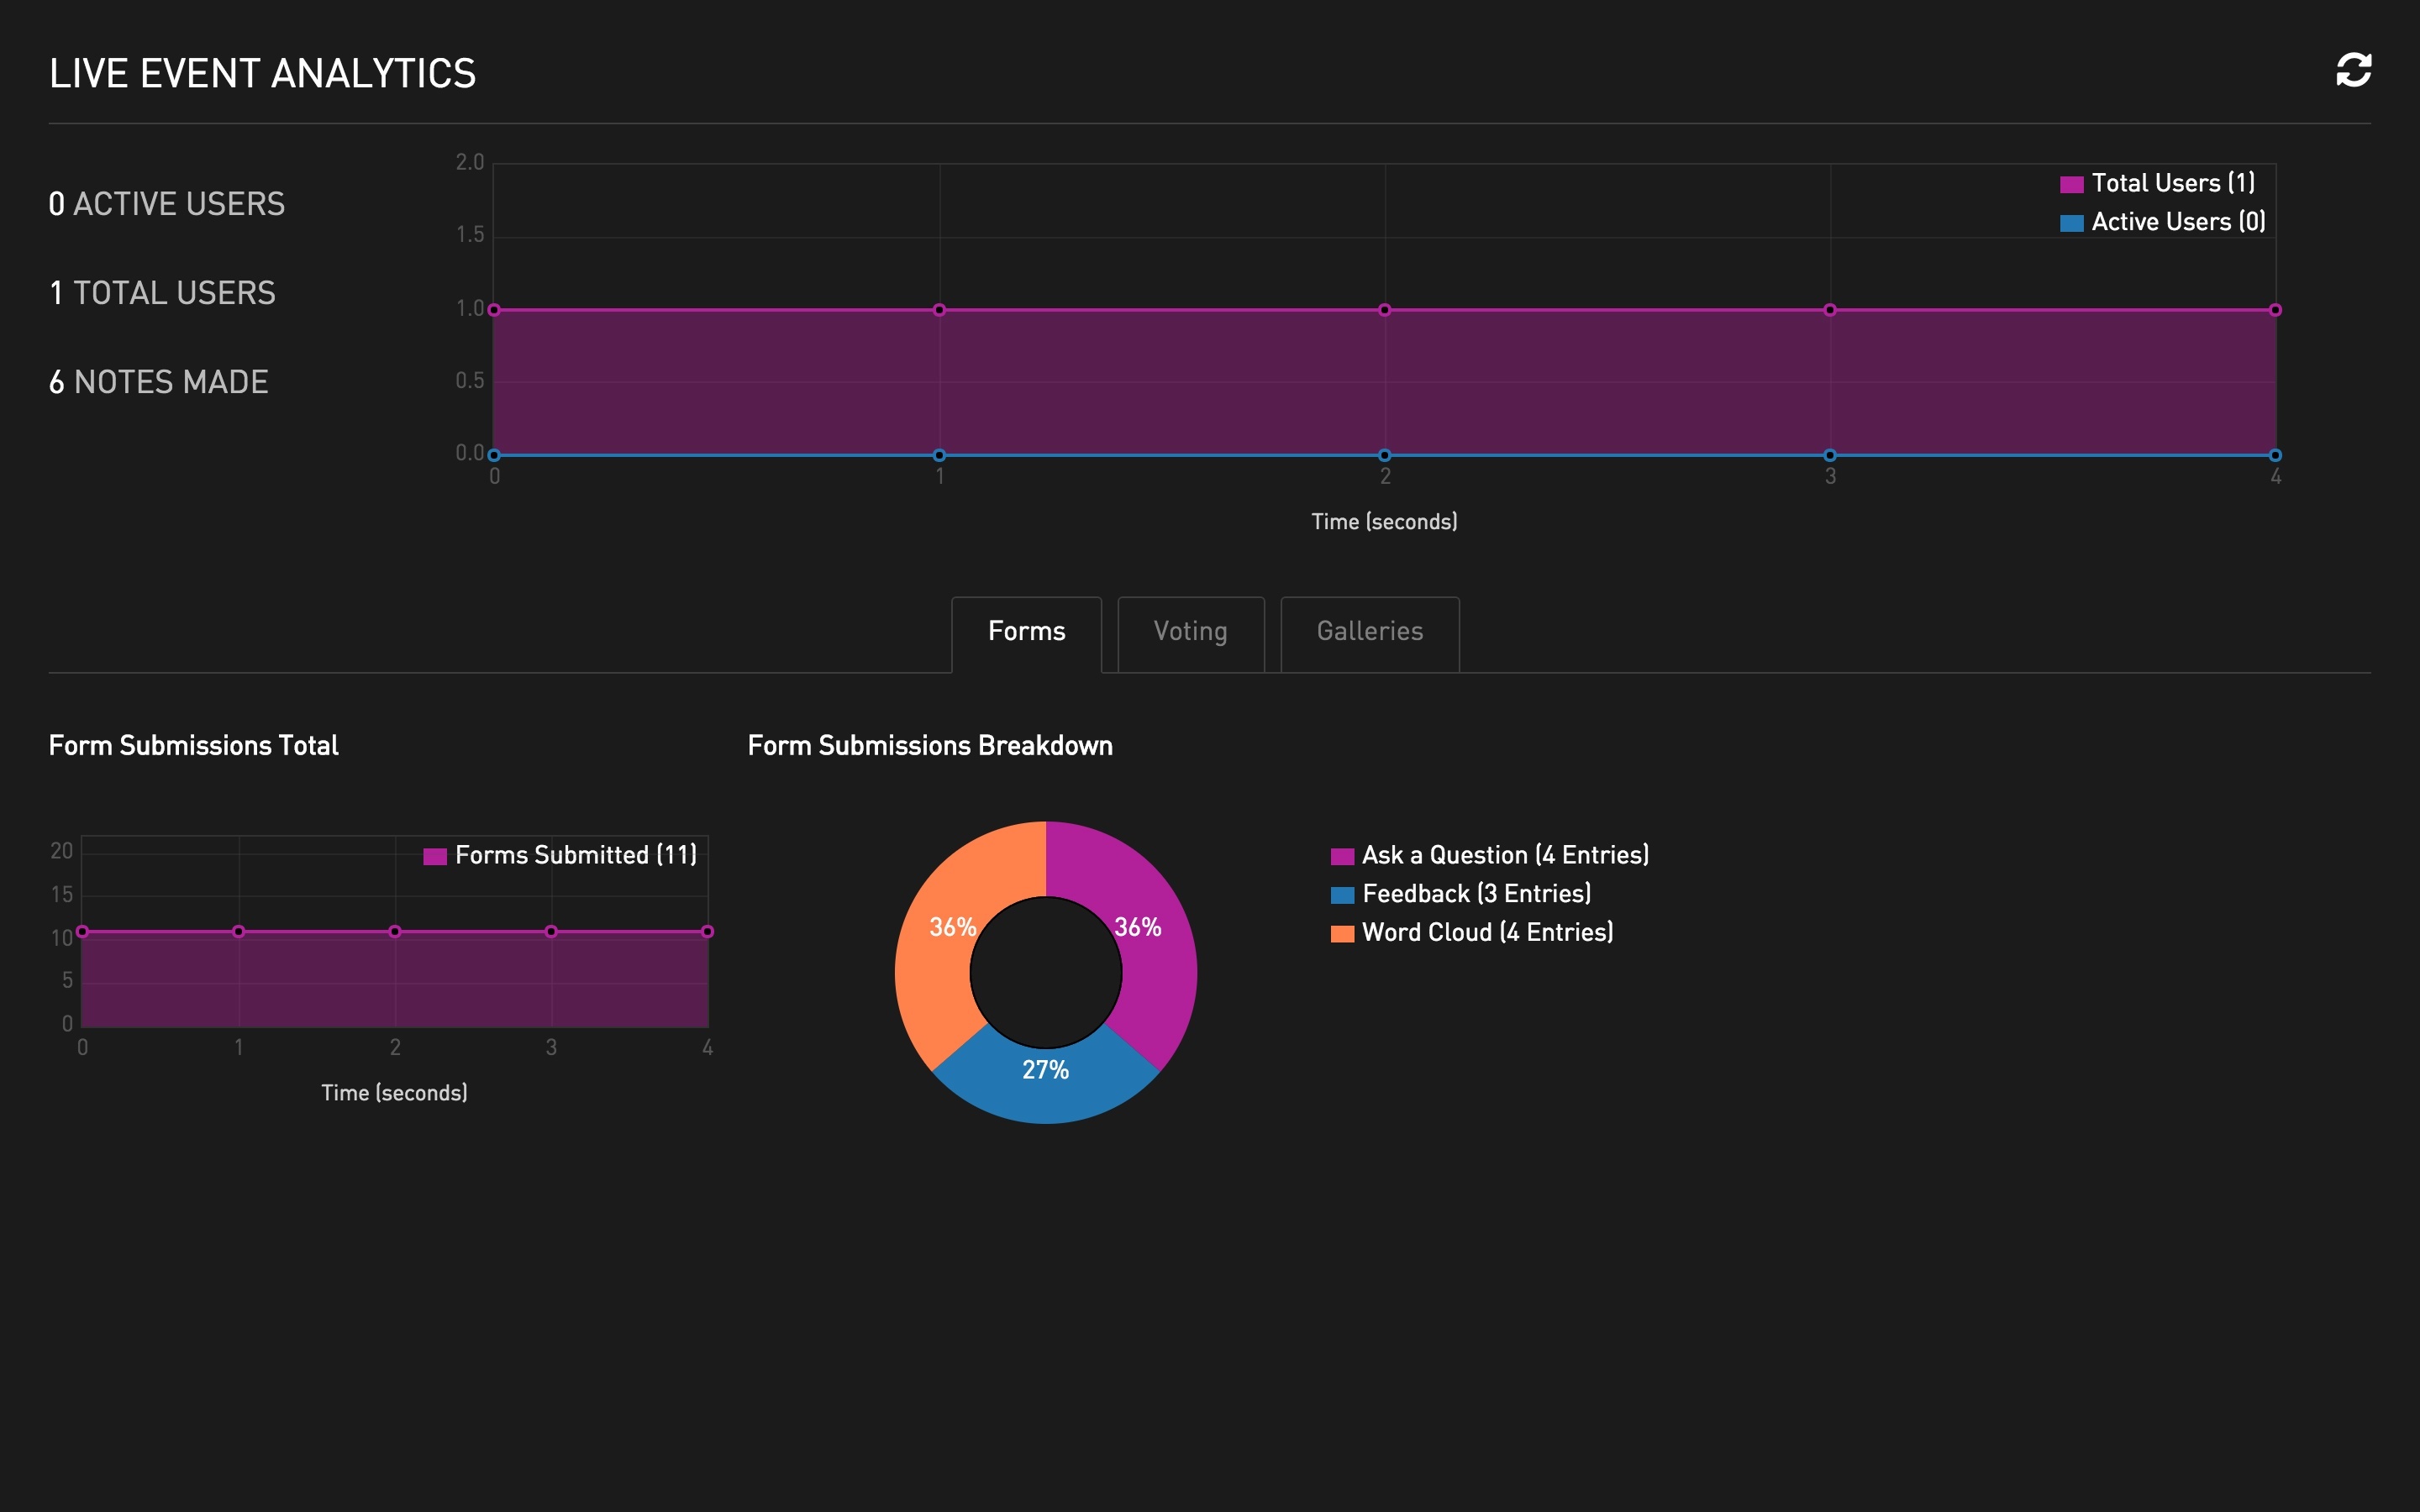 LIVE EVENT ANALYTICS
0 ACTIVE USERS
1 TOTAL USERS
6 NOTES MADE
2.0
1.5
1.0
0.5
0.0
0 1 2 3 4
Time (seconds)
Total Users (1)
Active Users (0)
Forms Voting Galleries
Form Submissions Total
20
15
10
5
0
0 1 2 3 4
Time (seconds)
Forms Submitted (11)
Form Submissions Breakdown
36% 36%
27%
Ask a Question (4 Entries)
Feedback (3 Entries)
Word Cloud (4 Entries)